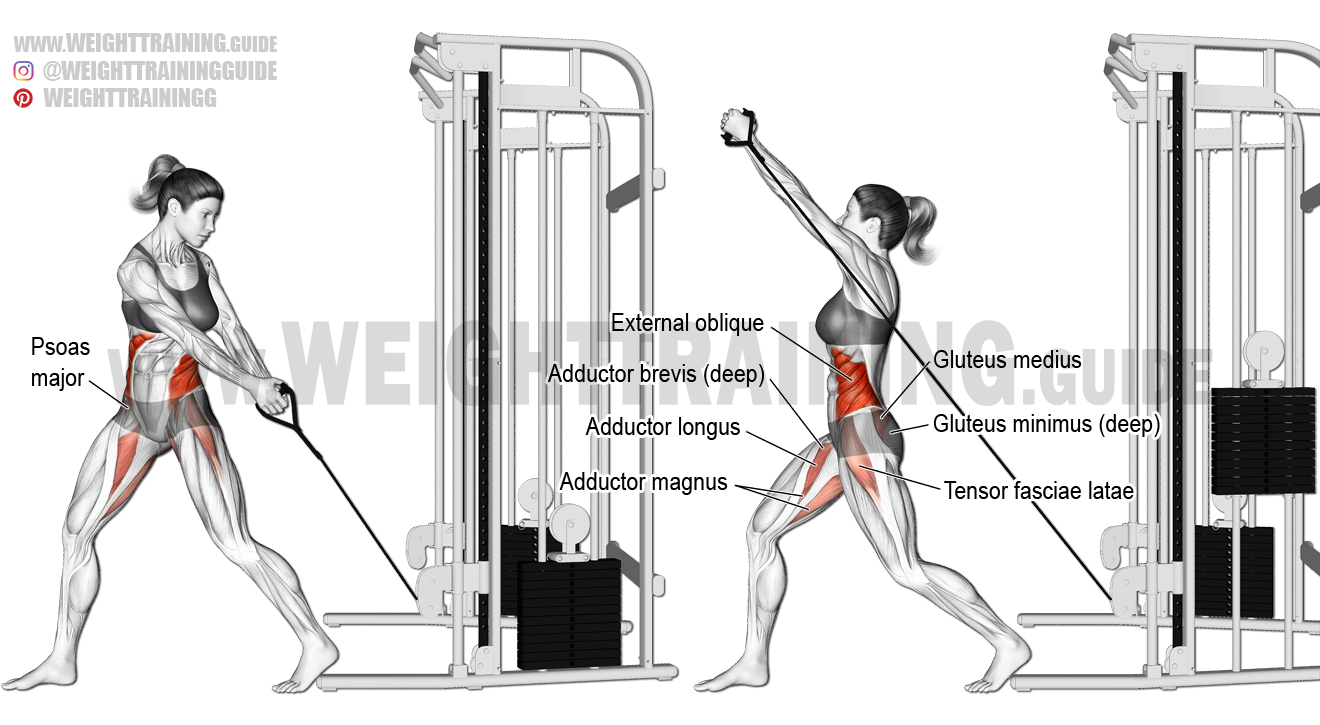 WWW.WEIGHTTRAINING.GUIDE
@WEIGHTTRAININGGUIDE
WEIGHTTRAININGG
WWW.WEIGHTTRAINING.GUIDE
Psoas
major
External oblique
Adductor brevis (deep)
Adductor longus
Adductor magnus
Gluteus medius
Gluteus minimus (deep)
Tensor fasciae latae